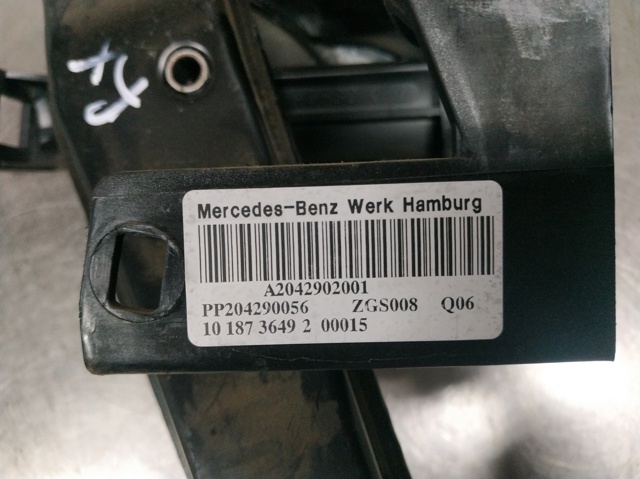 Mercedes-Benz Werk Hamburg
A2042902001
PP204290056 ZGS008 Q06
10 187 3649 2 00015